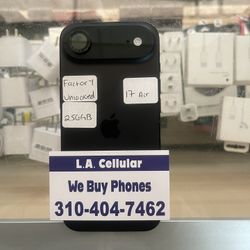 Factory
Unlocked
256GB
17 Air
L.A. Cellular
We Buy Phones
310-404-7462